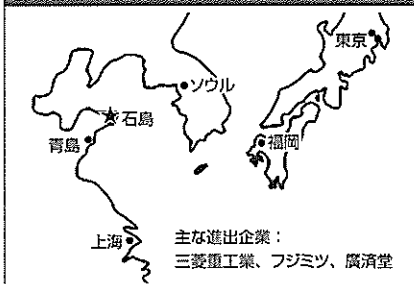 東京
ソウル
石島
青島
福岡
上海
主な進出企業：
三菱重工業、フジミツ、廣済堂